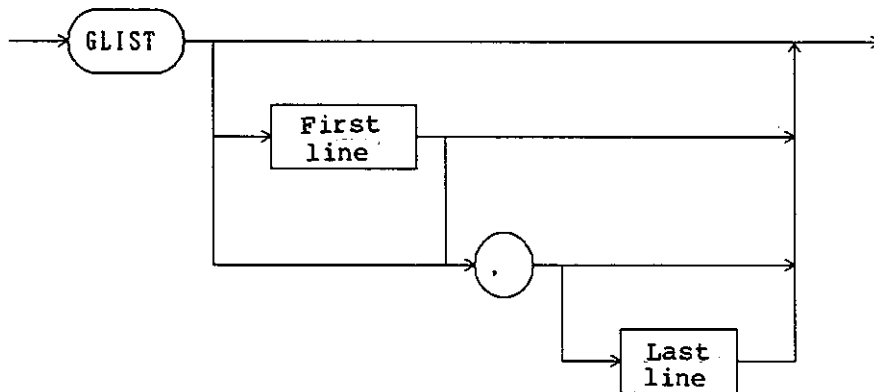 GLIST
First
line
,
Last
line